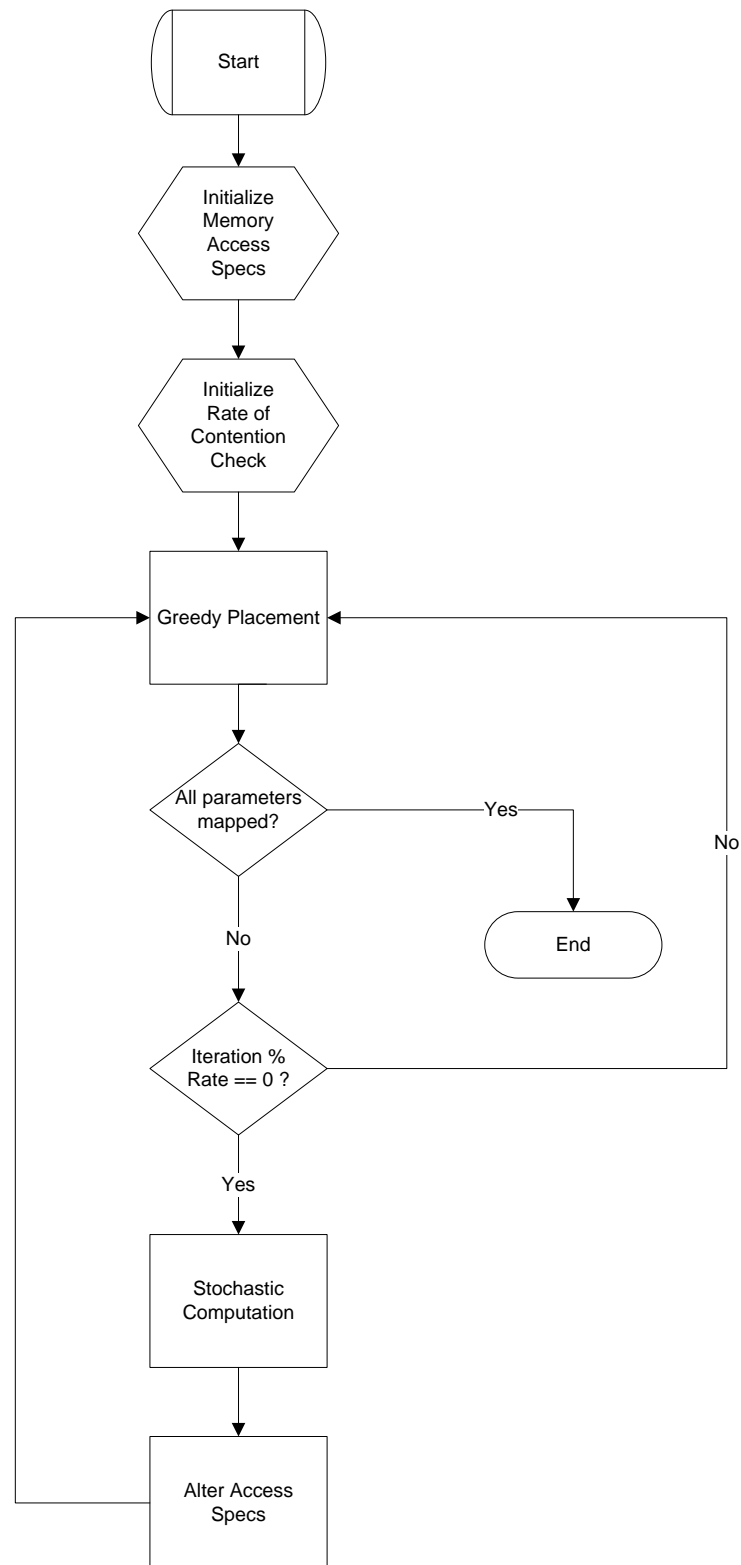 Start
Initialize
Memory
Access
Specs
Initialize
Rate of
Contention
Check
Greedy Placement
All parameters
mapped?
Yes
No
No
End
Iteration %
Rate == 0 ?
Yes
Stochastic
Computation
Alter Access
Specs